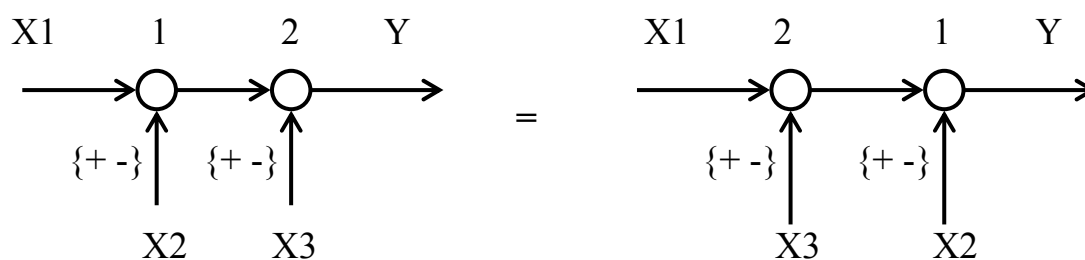 X1 1 2 Y X1 2 1 Y
=
{+ -} {+ -} {+ -} {+ -}
X2 X3 X3 X2